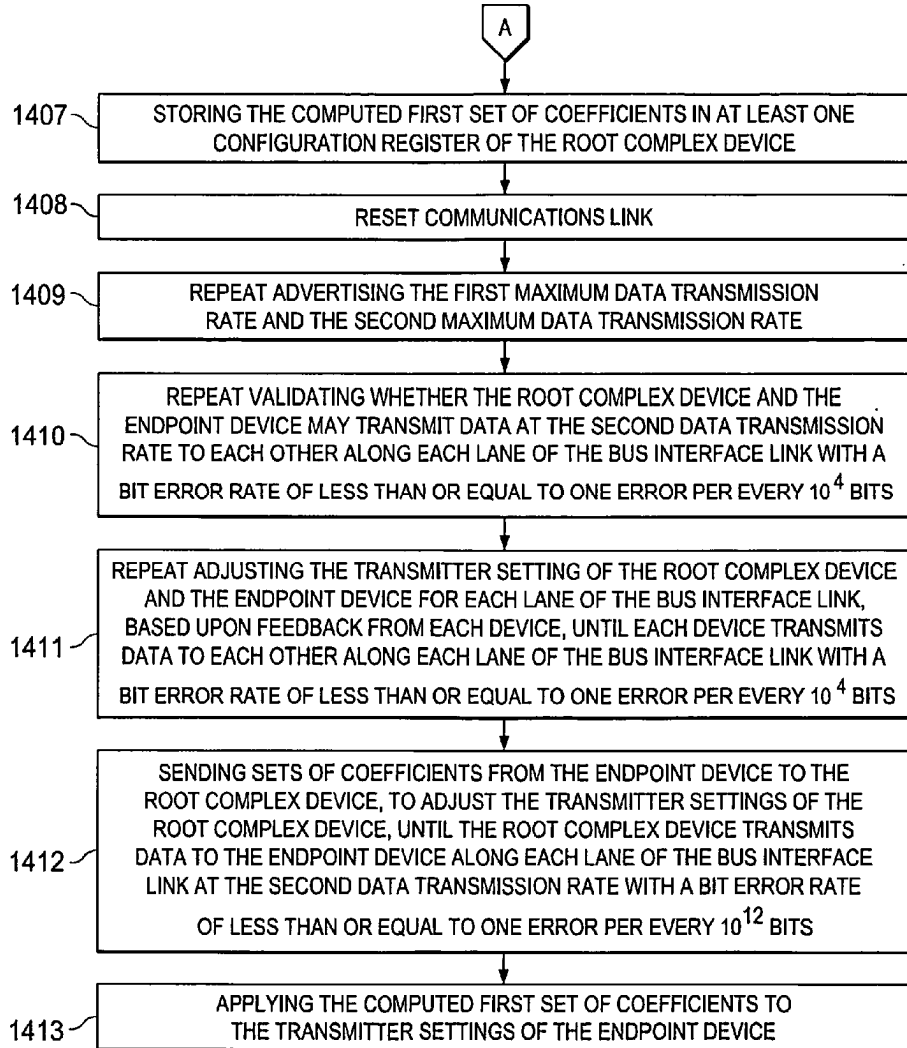 A
1407
STORING THE COMPUTED FIRST SET OF COEFFICIENTS IN AT LEAST ONE
CONFIGURATION REGISTER OF THE ROOT COMPLEX DEVICE
1408
RESET COMMUNICATIONS LINK
1409
REPEAT ADVERTISING THE FIRST MAXIMUM DATA TRANSMISSION
RATE AND THE SECOND MAXIMUM DATA TRANSMISSION RATE
1410
REPEAT VALIDATING WHETHER THE ROOT COMPLEX DEVICE AND THE
ENDPOINT DEVICE MAY TRANSMIT DATA AT THE SECOND DATA TRANSMISSION
RATE TO EACH OTHER ALONG EACH LANE OF THE BUS INTERFACE LINK WITH A
BIT ERROR RATE OF LESS THAN OR EQUAL TO ONE ERROR PER EVERY 10^4 BITS
1411
REPEAT ADJUSTING THE TRANSMITTER SETTING OF THE ROOT COMPLEX DEVICE
AND THE ENDPOINT DEVICE FOR EACH LANE OF THE BUS INTERFACE LINK,
BASED UPON FEEDBACK FROM EACH DEVICE, UNTIL EACH DEVICE TRANSMITS
DATA TO EACH OTHER ALONG EACH LANE OF THE BUS INTERFACE LINK WITH A
BIT ERROR RATE OF LESS THAN OR EQUAL TO ONE ERROR PER EVERY 10^4 BITS
1412
SENDING SETS OF COEFFICIENTS FROM THE ENDPOINT DEVICE TO THE
ROOT COMPLEX DEVICE, TO ADJUST THE TRANSMITTER SETTINGS OF THE
ROOT COMPLEX DEVICE, UNTIL THE ROOT COMPLEX DEVICE TRANSMITS
DATA TO THE ENDPOINT DEVICE ALONG EACH LANE OF THE BUS INTERFACE
LINK AT THE SECOND DATA TRANSMISSION RATE WITH A BIT ERROR RATE
OF LESS THAN OR EQUAL TO ONE ERROR PER EVERY 10^12 BITS
1413
APPLYING THE COMPUTED FIRST SET OF COEFFICIENTS TO
THE TRANSMITTER SETTINGS OF THE ENDPOINT DEVICE